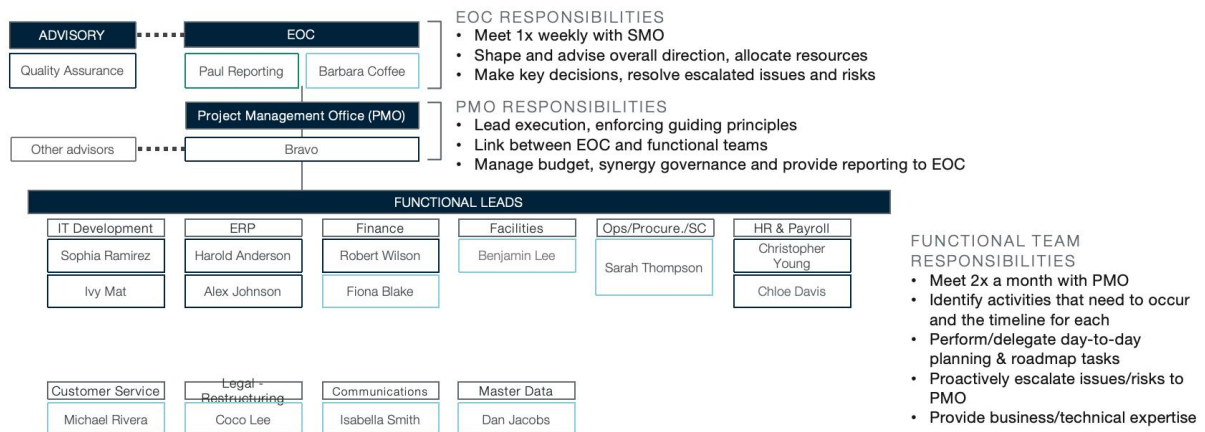 EOC RESPONSIBILITIES
ADVISORY
EOC
• Meet 1x weekly with SMO
Quality Assurance
Paul Reporting
Barbara Coffee
• Shape and advise overall direction, allocate resources
• Make key decisions, resolve escalated issues and risks
Project Management Office (PMO)
PMO RESPONSIBILITIES
• Lead execution, enforcing guiding principles
Other advisors
Bravo
• Link between EOC and functional teams
• Manage budget, synergy governance and provide reporting to EOC
FUNCTIONAL LEADS
IT Development
ERP
Finance
Facilities
Ops/Procure./SC
HR & Payroll
Sophia Ramirez
Harold Anderson
Robert Wilson
Benjamin Lee
Sarah Thompson
Christopher
Young
Ivy Mat
Alex Johnson
Fiona Blake
Chloe Davis
FUNCTIONAL TEAM
RESPONSIBILITIES
• Meet 2x a month with PMO
• Identify activities that need to occur
and the timeline for each
• Perform/delegate day-to-day
planning & roadmap tasks
• Proactively escalate issues/risks to
PMO
• Provide business/technical expertise
Customer Service
Legal -
Restructuring
Communications
Master Data
Michael Rivera
Coco Lee
Isabella Smith
Dan Jacobs